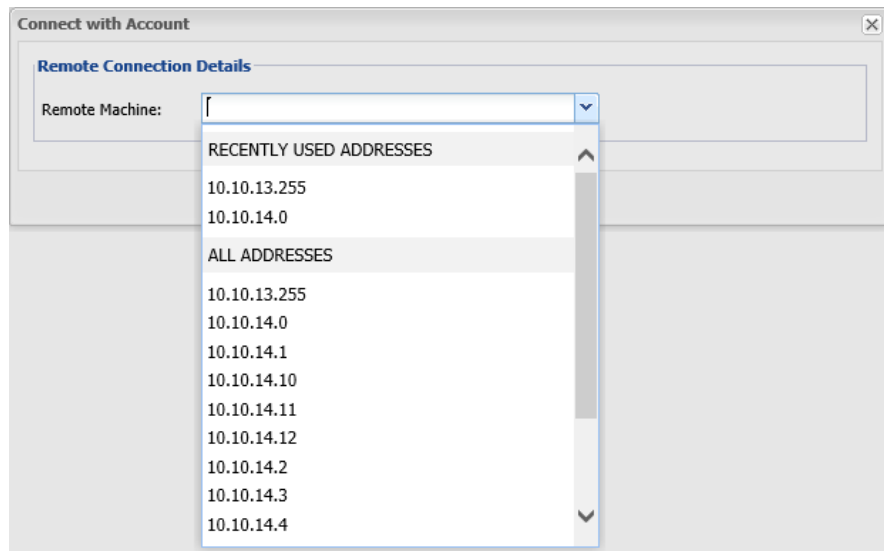 Connect with Account
Remote Connection Details
Remote Machine:
RECENTLY USED ADDRESSES
10.10.13.255
10.10.14.0
ALL ADDRESSES
10.10.13.255
10.10.14.0
10.10.14.1
10.10.14.10
10.10.14.11
10.10.14.12
10.10.14.2
10.10.14.3
10.10.14.4